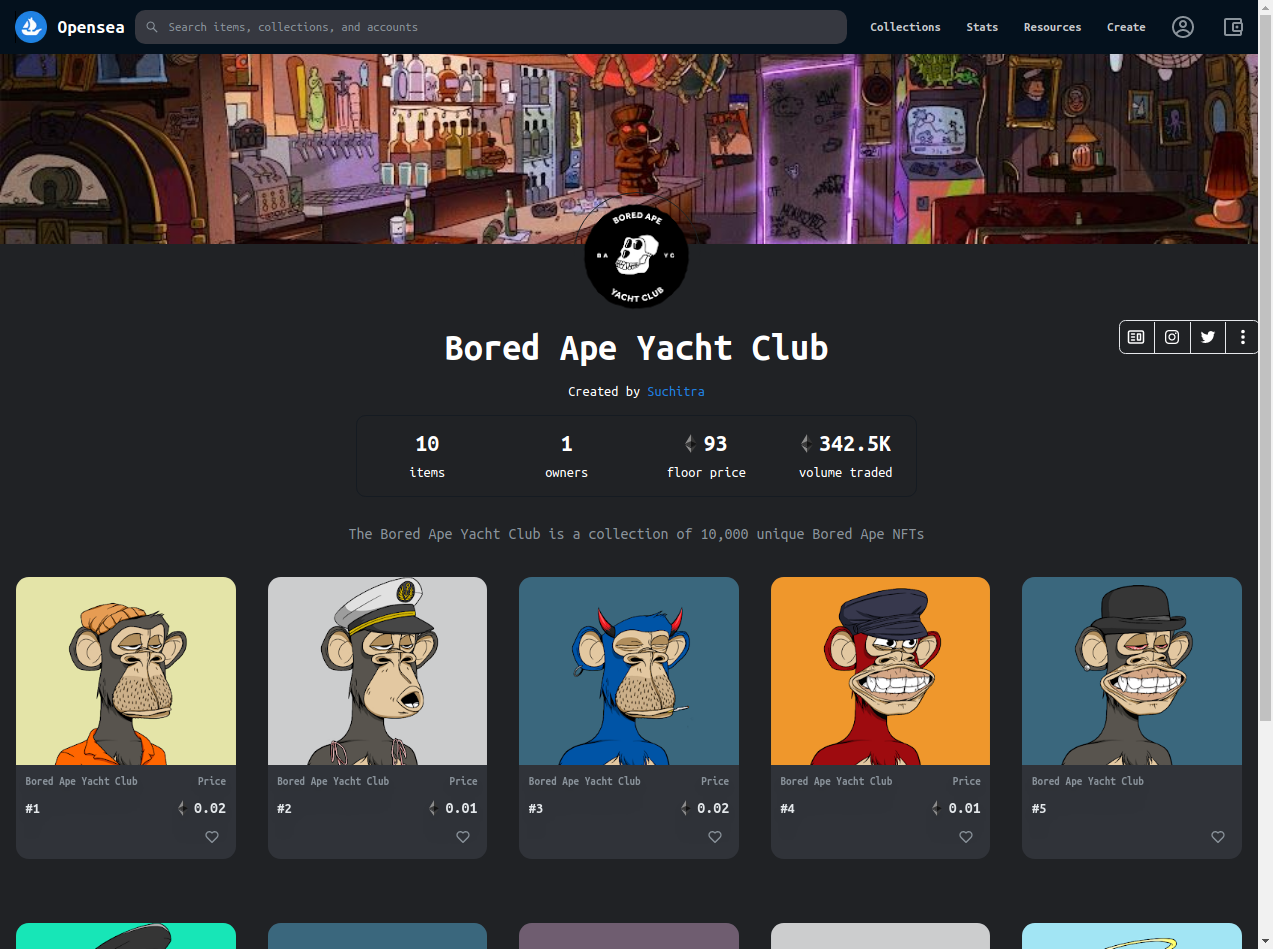 Opensea
Search items, collections, and accounts
Collections Stats Resources Create
BORED APE
BA YC
YACHT CLUB
Bored Ape Yacht Club
Created by Suchitra
10 1 93 342.5K
items owners floor price volume traded
The Bored Ape Yacht Club is a collection of 10,000 unique Bored Ape NFTs
Bored Ape Yacht Club Price
#1 0.02
Bored Ape Yacht Club Price
#2 0.01
Bored Ape Yacht Club Price
#3 0.02
Bored Ape Yacht Club Price
#4 0.01
Bored Ape Yacht Club
#5